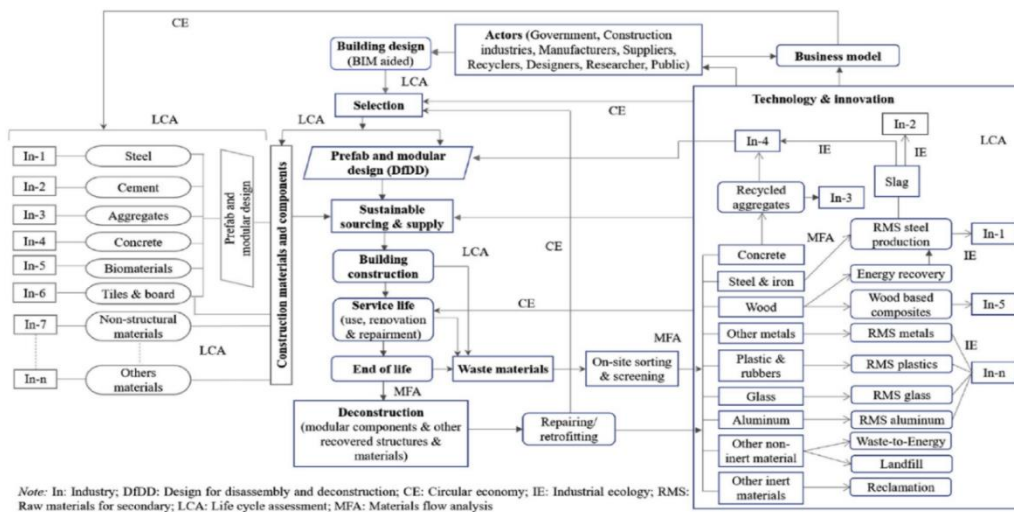 CE
Building design
(BIM aided)
Actors (Government, Construction
industries, Manufacturers, Suppliers,
Recyclers, Designers, Researcher, Public)
Business model
LCA
Selection
CE
LCA
LCA
LCA
In-1
Steel
In-2
Cement
In-3
Aggregates
In-4
Concrete
In-5
Biomaterials
In-6
Tiles & board
In-7
Non-structural
materials
LCA
In-n
Others
materials
Prefab and
modular design
Construction materials and components
Prefab and modular
design (DfDD)
Sustainable
sourcing & supply
Building
construction
LCA
CE
Service life
(use, renovation
& repairment)
CE
End of life
Waste materials
On-site sorting
& screening
MFA
MFA
Deconstruction
(modular components & other
recovered structures &
materials)
Repairing/
retrofitting
Technology & innovation
LCA
In-2
In-4
IE
IE
Slag
Recycled
aggregates
In-3
MFA
RMS steel
production
In-1
IE
Concrete
Steel & iron
Energy recovery
Wood
Wood based
composites
In-5
Other metals
RMS metals
IE
Plastic &
rubbers
RMS plastics
In-n
Glass
RMS glass
Aluminum
RMS aluminum
Other non-
inert material
Waste-to-Energy
Landfill
Other inert
materials
Reclamation
Note: In: Industry; DfDD: Design for disassembly and deconstruction; CE: Circular economy; IE: Industrial ecology; RMS:
Raw materials for secondary; LCA: Life cycle assessment; MFA: Materials flow analysis